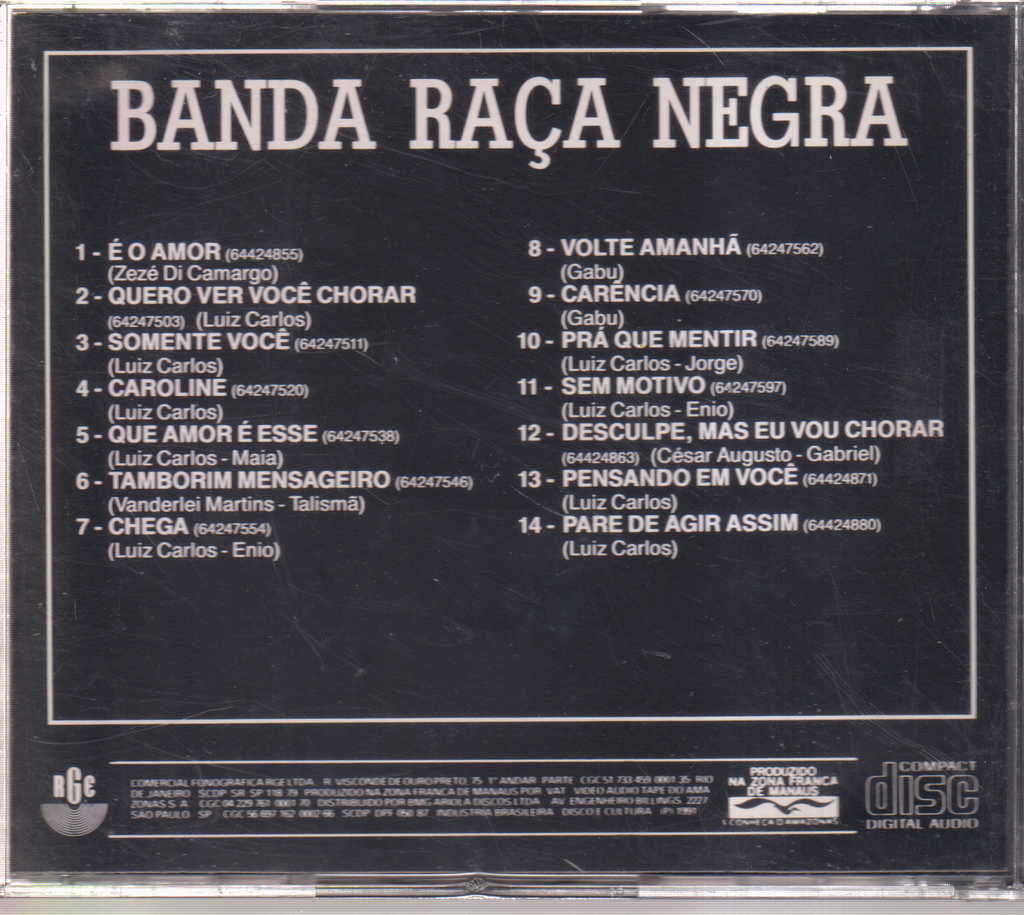 BANDA RAÇA NEGRA
1 - É O AMOR (64424855)
(Zezé Di Camargo)
2 - QUERO VER VOCÊ CHORAR
(64247503) (Luiz Carlos)
3 - SOMENTE VOCÊ (64247511)
(Luiz Carlos)
4 - CAROLINE (64247520)
(Luiz Carlos)
5 - QUE AMOR É ESSE (64247538)
(Luiz Carlos - Maia)
6 - TAMBORIM MENSAGEIRO (64247546)
(Vanderlei Martins - Talismã)
7 - CHEGA (64247554)
(Luiz Carlos - Enio)
8 - VOLTE AMANHÃ (64247562)
(Gabu)
9 - CARÊNCIA (64247570)
(Gabu)
10 - PRÁ QUE MENTIR (64247589)
(Luiz Carlos - Jorge)
11 - SEM MOTIVO (64247597)
(Luiz Carlos - Enio)
12 - DESCULPE, MAS EU VOU CHORAR
(64424863) (César Augusto - Gabriel)
13 - PENSANDO EM VOCÊ (64424871)
(Luiz Carlos)
14 - PARE DE AGIR ASSIM (64424880)
(Luiz Carlos)
RGE
COMERCIAL FONOGRAFICA RGE LTDA R. VISCONDE DE OURO PRETO 75 1º ANDAR PARTE CGC 51 733 459 0001 35 RIO
DE JANEIRO SCDP SR SP 118 79 PRODUZIDO NA ZONA FRANCA DE MANAUS POR VAT VIDEO AUDIO TAPE DO AMA
ZONAS S A CGC 04 229 761 0001 70 DISTRIBUIDO POR BMG ARIOLA DISCOS LTDA AV ENGENHEIRO BILLINGS 2227
SAO PAULO SP CGC 56 697 162 0002 66 SCDP DPF 050 87 INDUSTRIA BRASILEIRA DISCO E CULTURA (P) 1991
PRODUZIDO
NA ZONA FRANCA
DE MANAUS
CONHEÇA O AMAZONAS
COMPACT
disc
DIGITAL AUDIO